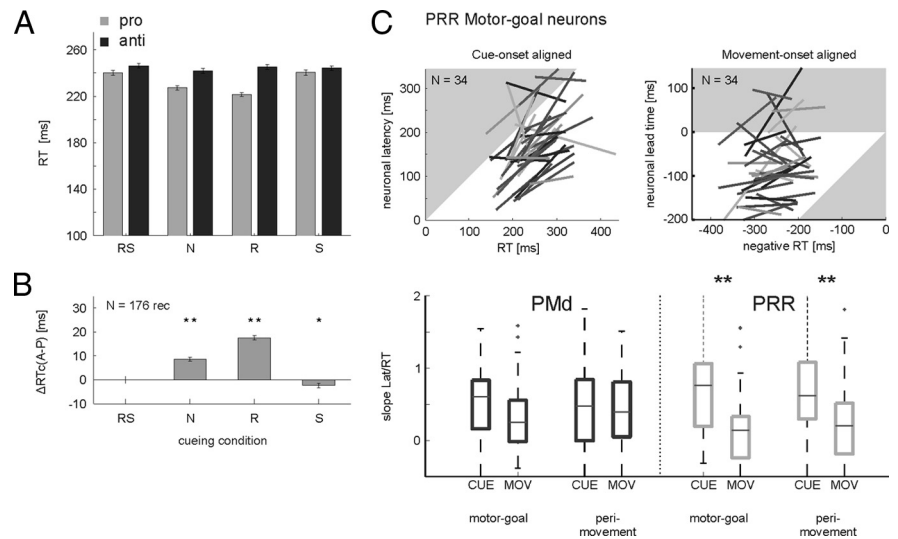 A
pro
anti
RT [ms]
260
220
180
140
100
RS N R S
B
N = 176 rec
** ** *
ΔRTc(A-P) [ms]
30
20
10
0
-10
RS N R S
cueing condition
C PRR Motor-goal neurons
Cue-onset aligned
N = 34
neuronal latency [ms]
300
200
100
0
0 100 200 300 400
RT [ms]
Movement-onset aligned
N = 34
neuronal lead time [ms]
100
0
-100
-200
-400 -300 -200 -100 0
negative RT [ms]
** **
PMd PRR
slope Lat/RT
2
1
0
CUE MOV CUE MOV CUE MOV CUE MOV
motor-goal peri- motor-goal peri-
movement movement